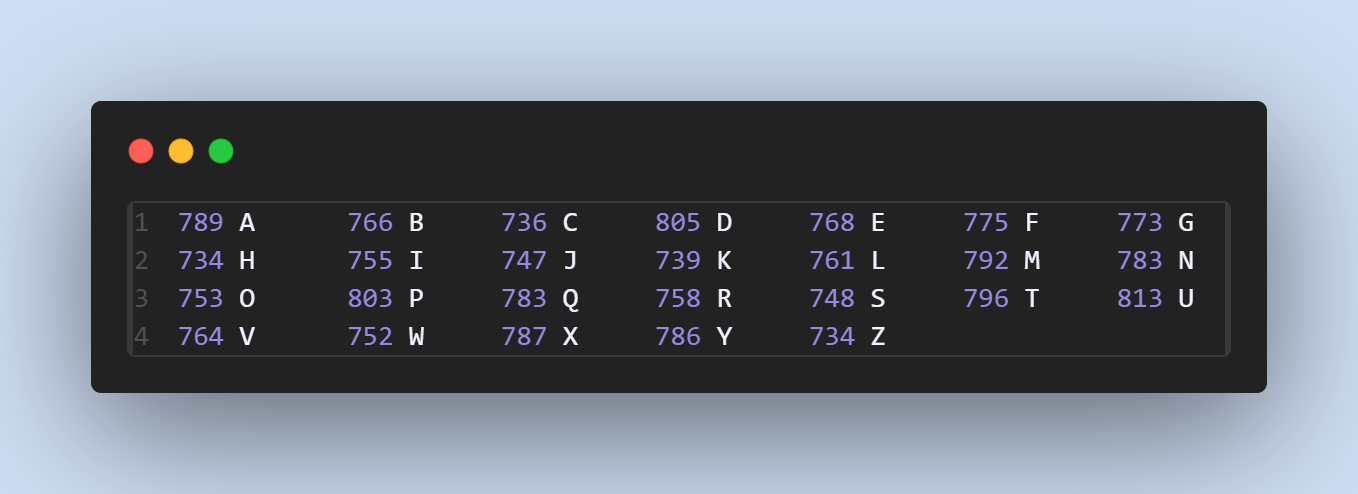 1 789 A 766 B 736 C 805 D 768 E 775 F 773 G
2 734 H 755 I 747 J 739 K 761 L 792 M 783 N
3 753 O 803 P 783 Q 758 R 748 S 796 T 813 U
4 764 V 752 W 787 X 786 Y 734 Z